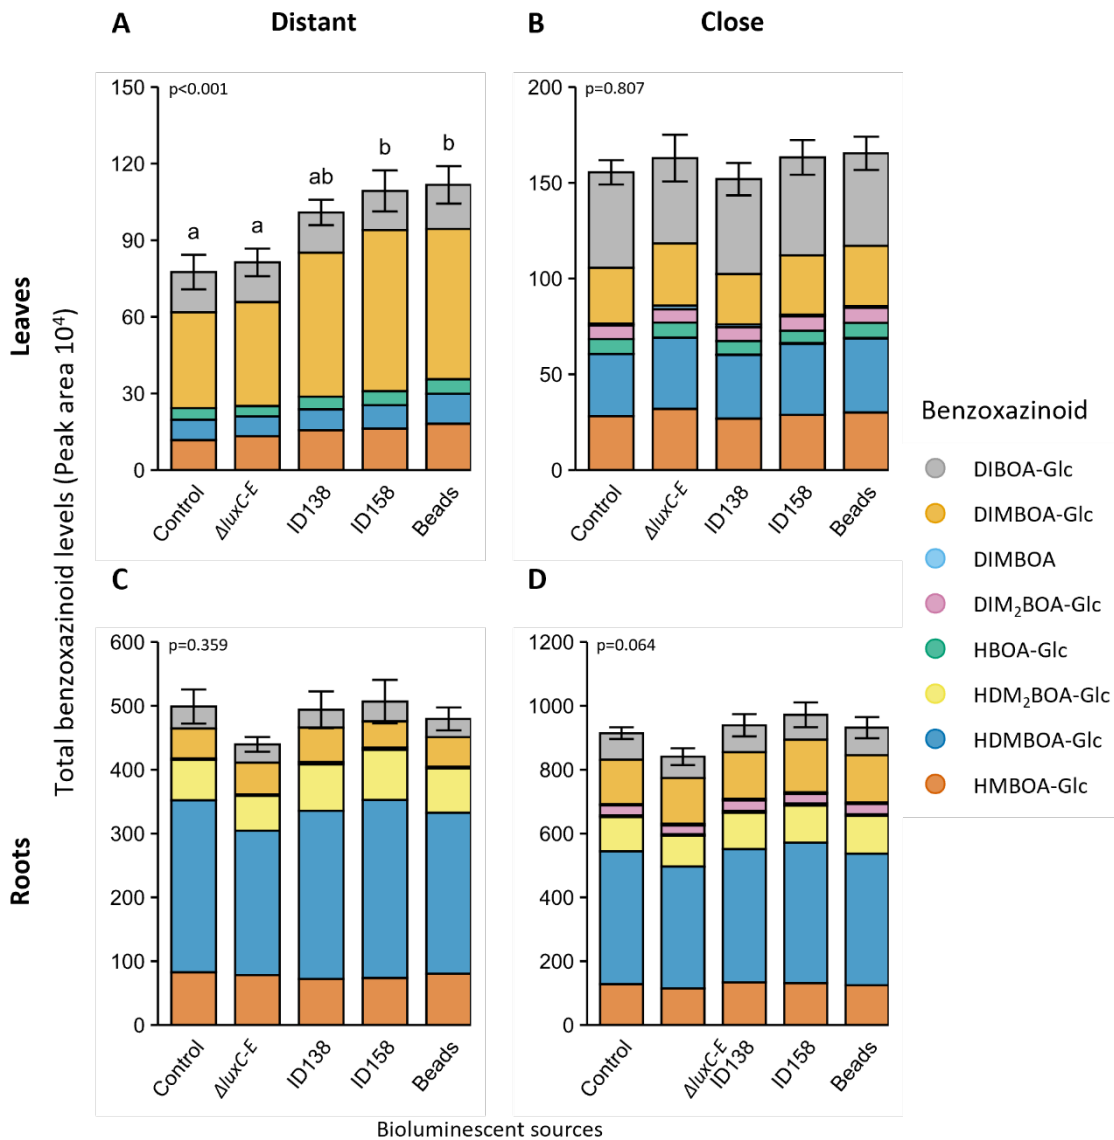 A Distant
B Close
Leaves
Roots
Total benzoxazinoid levels (Peak area 10⁴)
150
120
90
60
30
0
p<0.001
a
a
ab
b
b
Control
ΔluxC-E
ID138
ID158
Beads
200
150
100
50
0
p=0.807
Control
ΔluxC-E
ID138
ID158
Beads
Benzoxazinoid
DIBOA-Glc
DIMBOA-Glc
DIMBOA
DIM₂BOA-Glc
HBOA-Glc
HDM₂BOA-Glc
HDMBOA-Glc
HMBOA-Glc
C
600
500
400
300
200
100
0
p=0.359
Control
ΔluxC-E
ID138
ID158
Beads
D
1200
1000
800
600
400
200
0
p=0.064
Control
ΔluxC-E
ID138
ID158
Beads
Bioluminescent sources